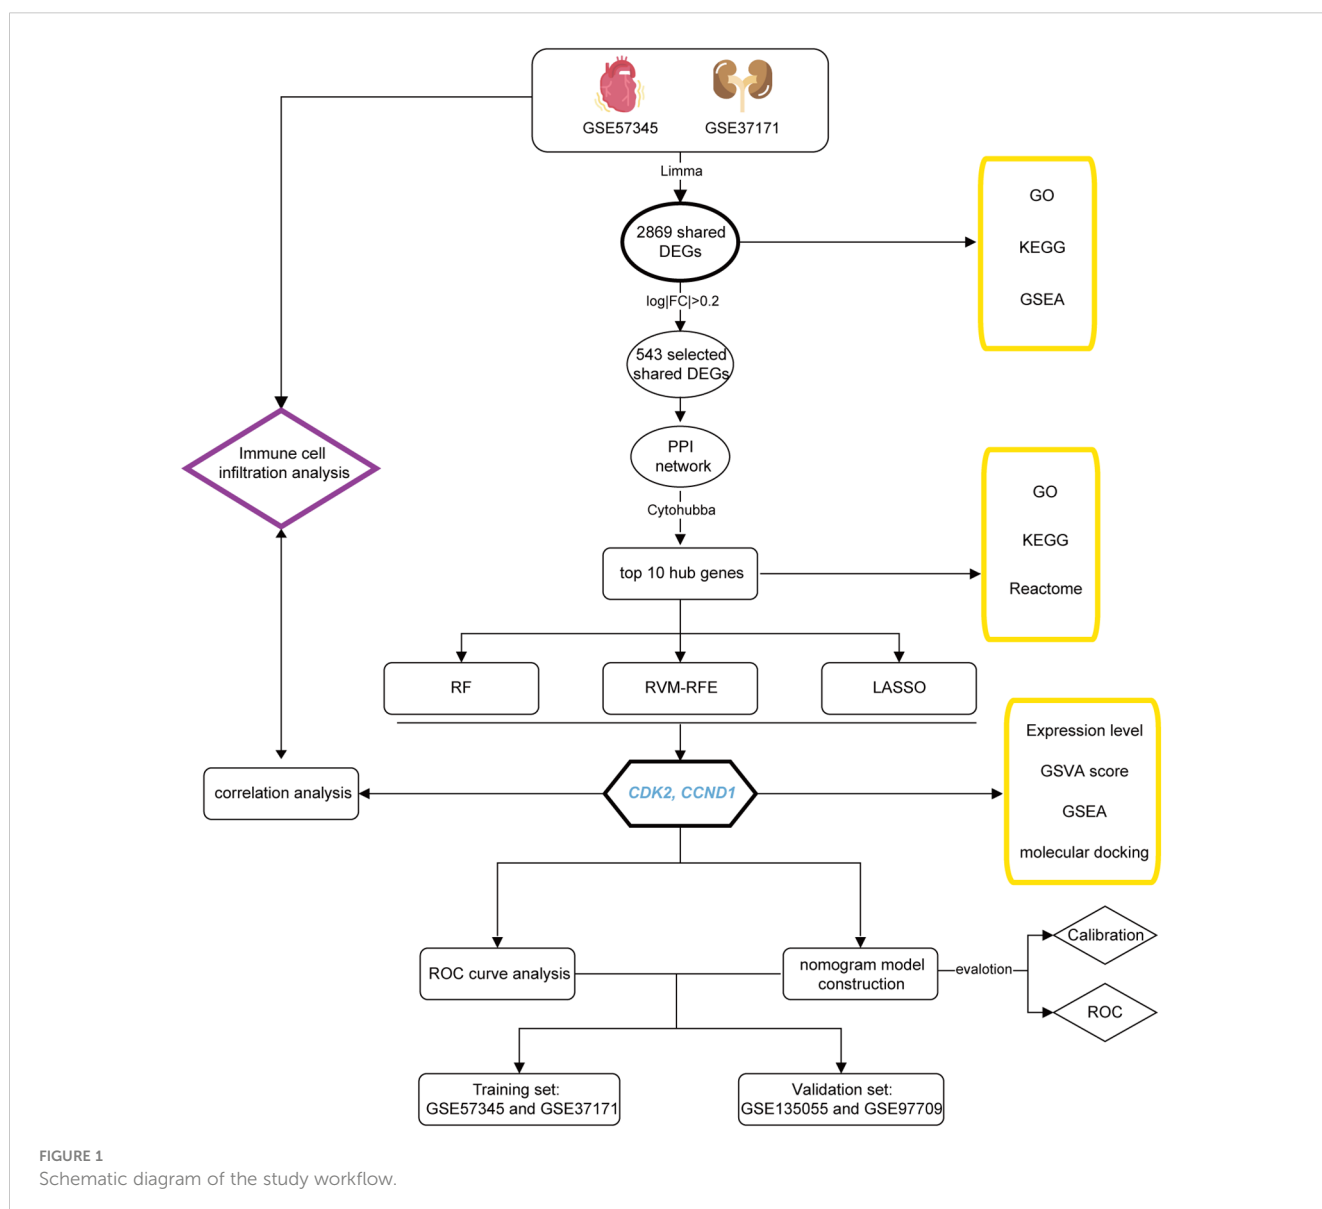 GSE57345
GSE37171
Limma
2869 shared
DEGs
GO
KEGG
GSEA
log|FC|>0.2
543 selected
shared DEGs
PPI
network
Immune cell
infiltration analysis
Cytohubba
top 10 hub genes
GO
KEGG
Reactome
RF
RVM-RFE
LASSO
correlation analysis
CDK2, CCND1
Expression level
GSVA score
GSEA
molecular docking
ROC curve analysis
nomogram model
construction
evalotion
Calibration
ROC
Training set:
GSE57345 and GSE37171
Validation set:
GSE135055 and GSE97709
FIGURE 1
Schematic diagram of the study workflow.